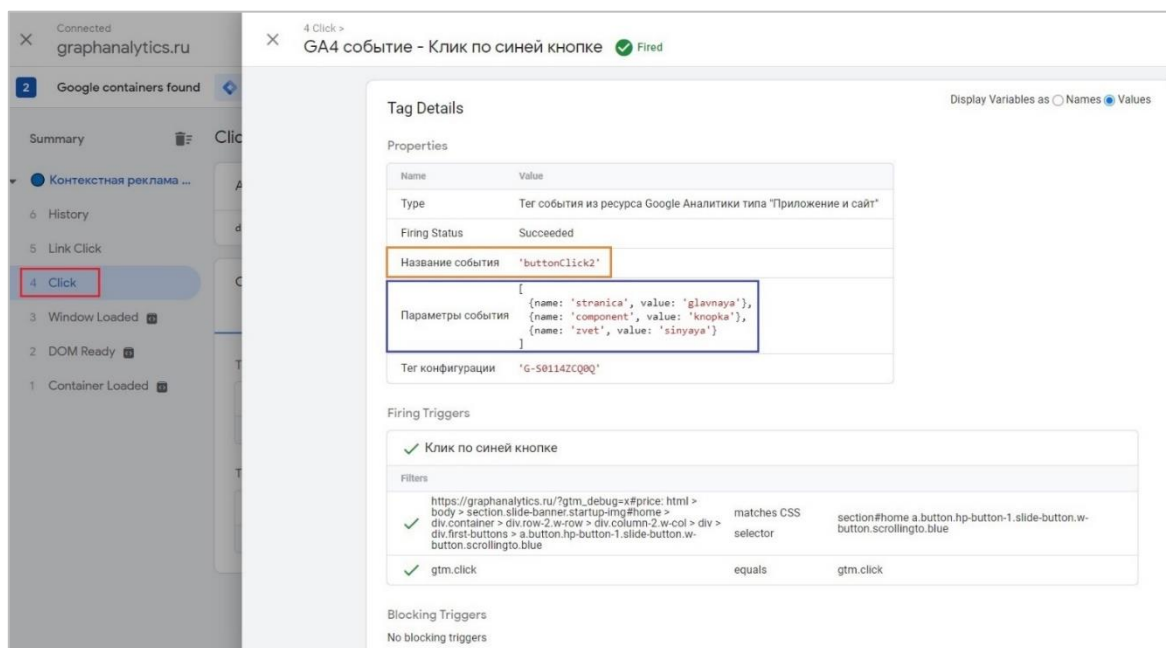 Connected
graphanalytics.ru
2 Google containers found
Summary
Контекстная реклама ...
6 History
5 Link Click
4 Click
3 Window Loaded
2 DOM Ready
1 Container Loaded
Clic
4 Click >
GA4 событие - Клик по синей кнопке Fired
Tag Details
Display Variables as Names Values
Properties
Name Value
Type Тег события из ресурса Google Аналитики типа "Приложение и сайт"
Firing Status Succeeded
Название события 'buttonClick2'
Параметры события
[
{name: 'stranica', value: 'glavnaya'},
{name: 'component', value: 'knopka'},
{name: 'zvet', value: 'sinyaya'}
]
Тег конфигурации 'G-S0114ZCQ0Q'
Firing Triggers
Клик по синей кнопке
Filters
https://graphanalytics.ru/?gtm_debug=x#price: html >
body > section.slide-banner.startup-img#home >
div.container > div.row-2.w-row > div.column-2.w-col > div >
div.first-buttons > a.button.hp-button-1.slide-button.w-
button.scrollingto.blue
matches CSS
selector
section#home a.button.hp-button-1.slide-button.w-
button.scrollingto.blue
gtm.click equals gtm.click
Blocking Triggers
No blocking triggers